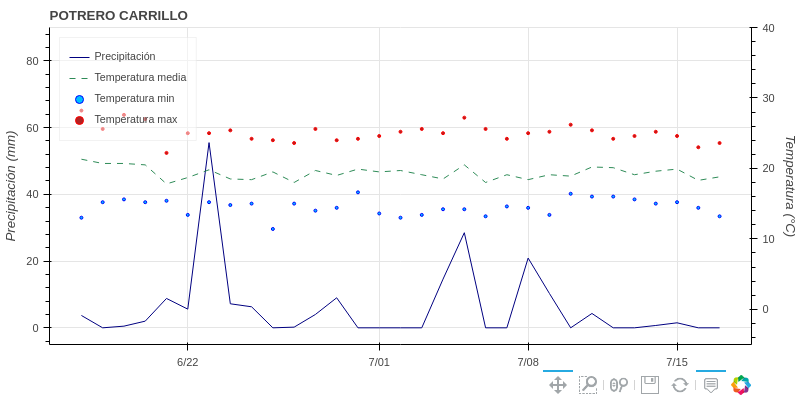 POTRERO CARRILLO
Precipitación
Temperatura media
Temperatura min
Temperatura max
Precipitación (mm)
80
60
40
20
0
Temperature (°C)
40
30
20
10
0
6/22
7/01
7/08
7/15